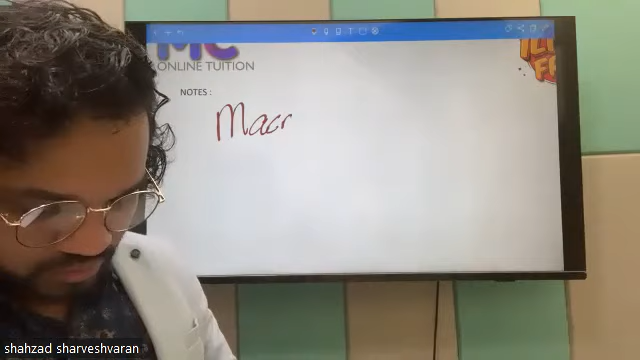 MC
ONLINE TUITION
NOTES :
Macr
shahzad sharveshvaran